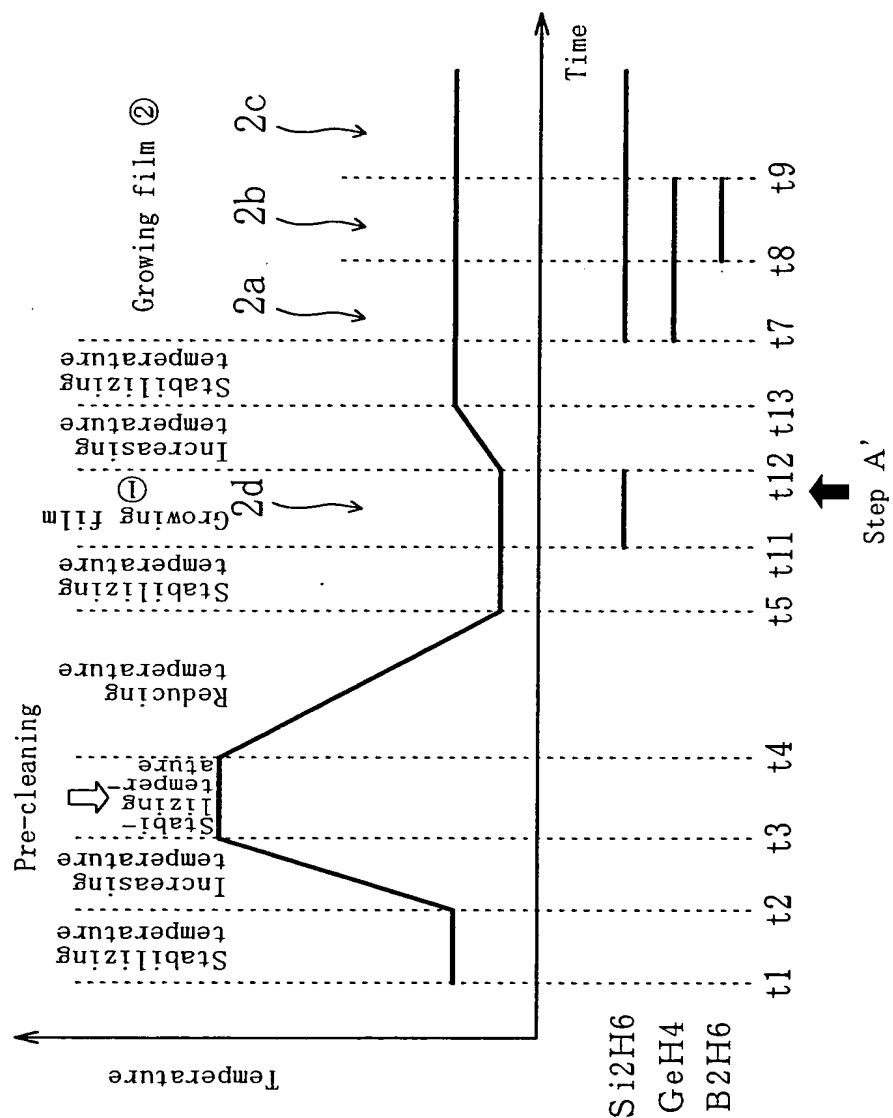 Temperature
Pre-cleaning
Growing film ②
Stabilizing
temperature
Increasing
temperature
Stabi-
lizing
temper-
ature
Reducing
temperature
Stabilizing
temperature
Growing film
①
Increasing
temperature
Stabilizing
temperature
2d
2a
2b
2c
Time
Si2H6
GeH4
B2H6
t1
t2
t3
t4
t5
t11
t12
t13
t7
t8
t9
Step A'